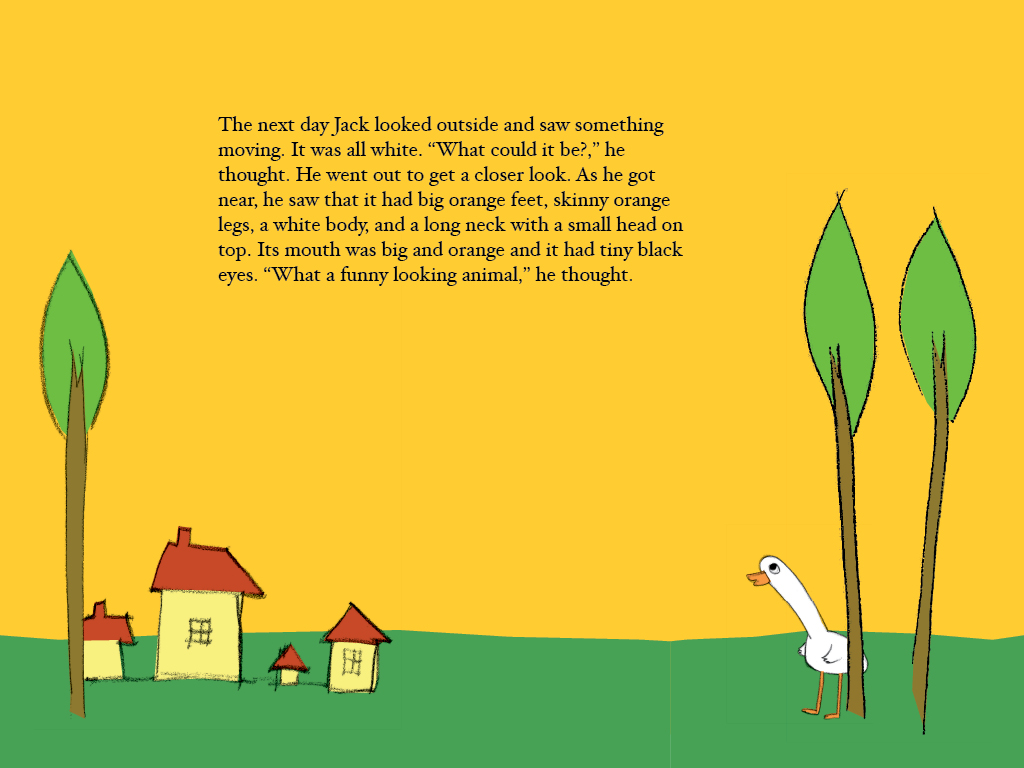 The next day Jack looked outside and saw something
moving. It was all white. “What could it be?,” he
thought. He went out to get a closer look. As he got
near, he saw that it had big orange feet, skinny orange
legs, a white body, and a long neck with a small head on
top. Its mouth was big and orange and it had tiny black
eyes. “What a funny looking animal,” he thought.